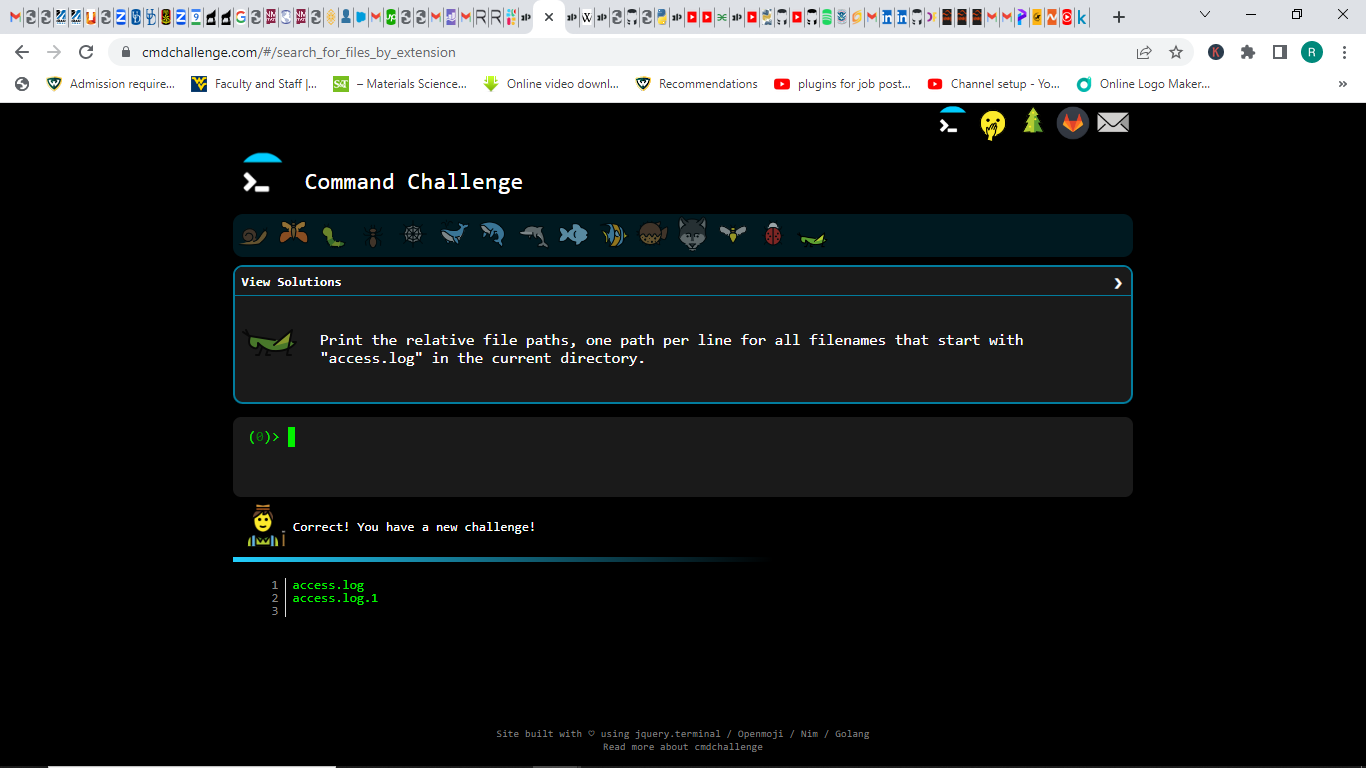 cmdchallenge.com/#/search_for_files_by_extension
R
Admission require...
Faculty and Staff |...
S&T
– Materials Science...
Online video downl...
Recommendations
plugins for job post...
Channel setup - Yo...
Online Logo Maker...
»
Command Challenge
View Solutions
Print the relative file paths, one path per line for all filenames that start with
"access.log" in the current directory.
(0)>
Correct! You have a new challenge!
1 access.log
2 access.log.1
3
Site built with ♡ using jquery.terminal / Openmoji / Nim / Golang
Read more about cmdchallenge